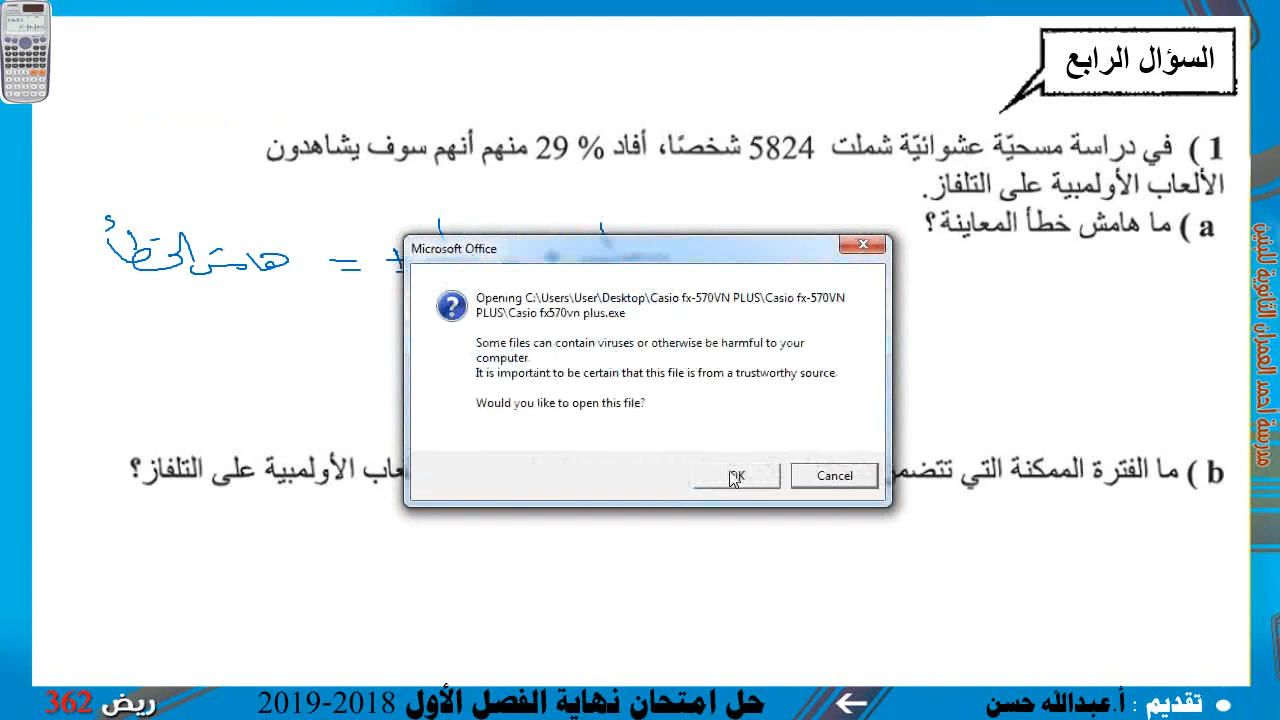 السؤال الرابع
1 ) في دراسة مسحيّة عشوائيّة شملت 5824 شخصًا، أفاد % 29 منهم أنهم سوف يشاهدون
الألعاب الأولمبية على التلفاز.
a ) ما هامش خطأ المعاينة؟
هامش الخطأ = ±
Microsoft Office
Opening C:\Users\User\Desktop\Casio fx-570VN PLUS\Casio fx-570VN
PLUS\Casio fx570vn plus.exe
Some files can contain viruses or otherwise be harmful to your
computer.
It is important to be certain that this file is from a trustworthy source.
Would you like to open this file?
OK
Cancel
b ) ما الفترة الممكنة التي الأولمبية على التلفاز؟
مدرسة احمد العمران الثانوية للبنين
تقديم : أ.عبدالله حسن
حل امتحان نهاية الفصل الأول 2018-2019
ريض 362